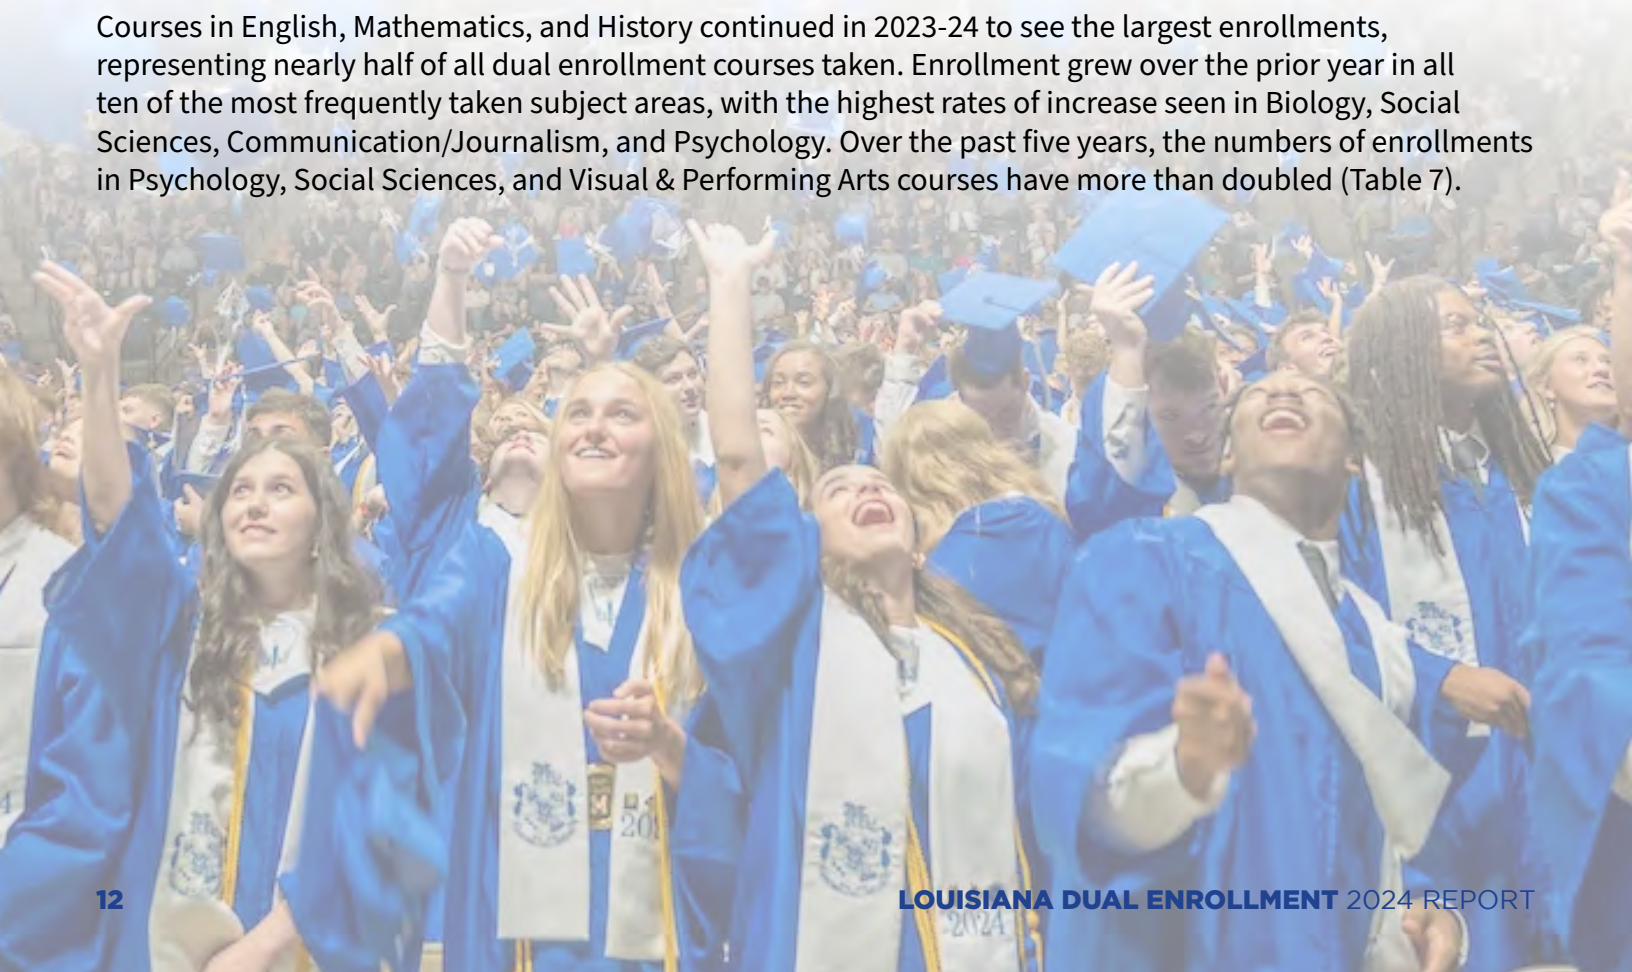 Courses in English, Mathematics, and History continued in 2023-24 to see the largest enrollments,
representing nearly half of all dual enrollment courses taken. Enrollment grew over the prior year in all
ten of the most frequently taken subject areas, with the highest rates of increase seen in Biology, Social
Sciences, Communication/Journalism, and Psychology. Over the past five years, the numbers of enrollments
in Psychology, Social Sciences, and Visual & Performing Arts courses have more than doubled (Table 7).
12
LOUISIANA DUAL ENROLLMENT 2024 REPORT
2024